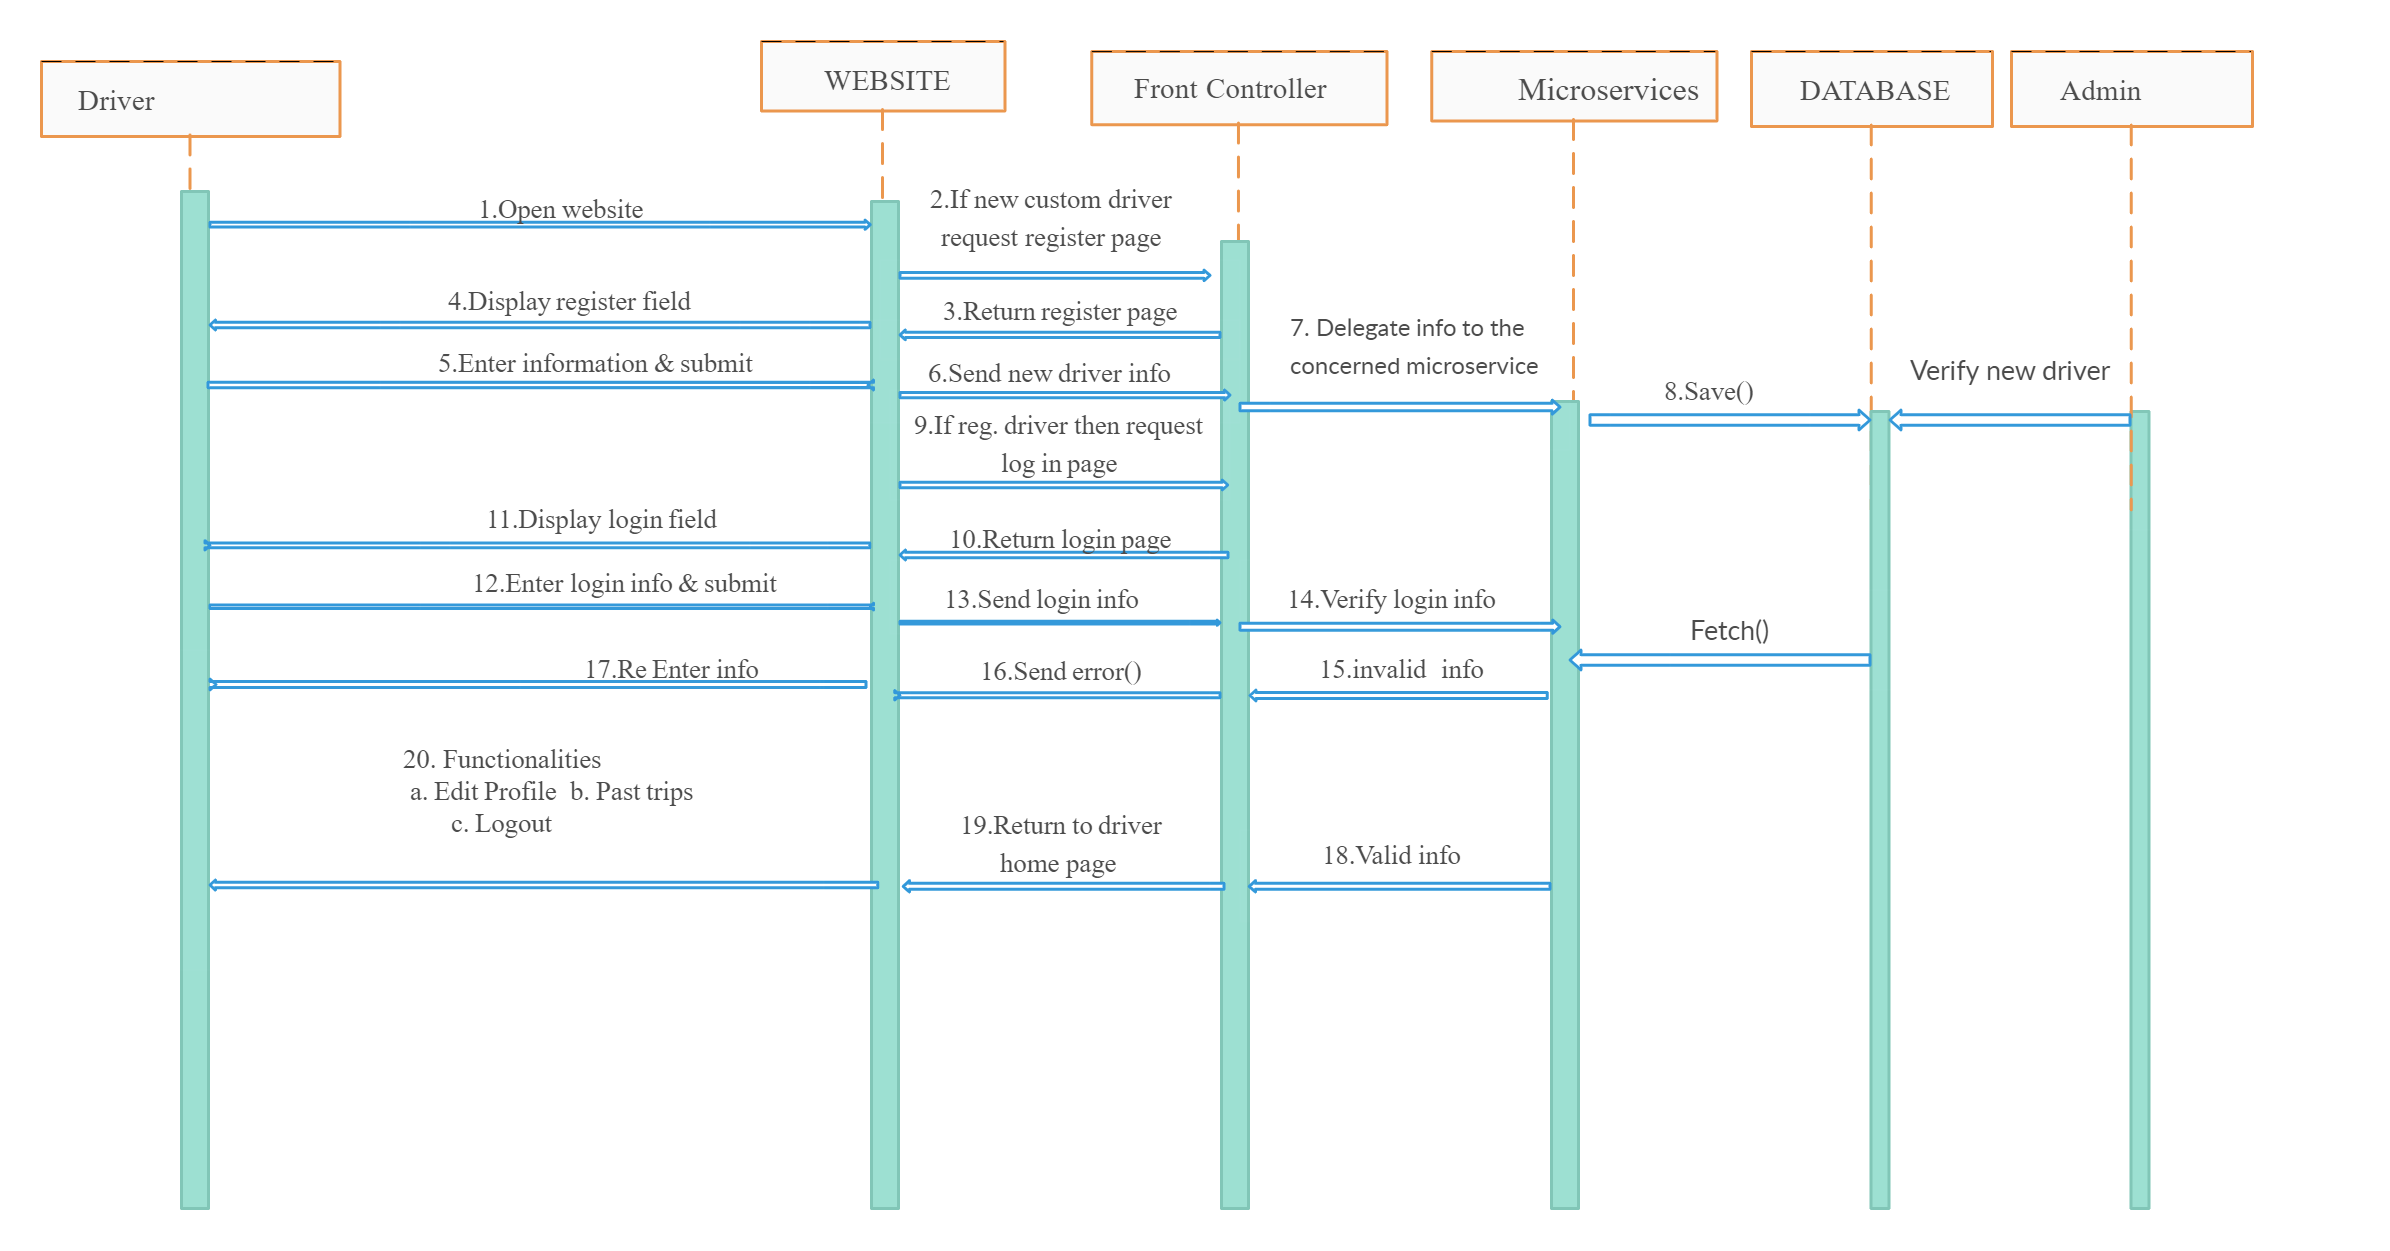 Driver
WEBSITE
Front Controller
Microservices
DATABASE
Admin
1.Open website
2.If new custom driver
request register page
4.Display register field
3.Return register page
7. Delegate info to the
concerned microservice
5.Enter information & submit
6.Send new driver info
8.Save()
Verify new driver
9.If reg. driver then request
log in page
11.Display login field
10.Return login page
12.Enter login info & submit
13.Send login info
14.Verify login info
Fetch()
17.Re Enter info
16.Send error()
15.invalid info
20. Functionalities
a. Edit Profile b. Past trips
c. Logout
19.Return to driver
home page
18.Valid info